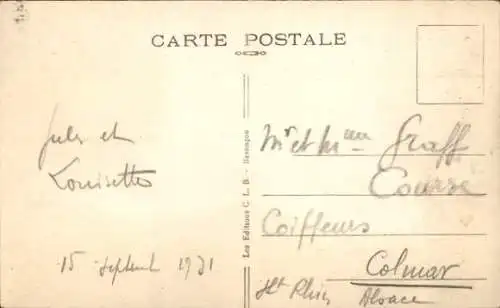 CARTE POSTALE
Jules et
Louisette
15 septembre 1931
Les Editions C. L. B. - Besançon
Mr et Mme Graff
Course
Coiffeurs
Colmar
Ht Rhin
Alsace